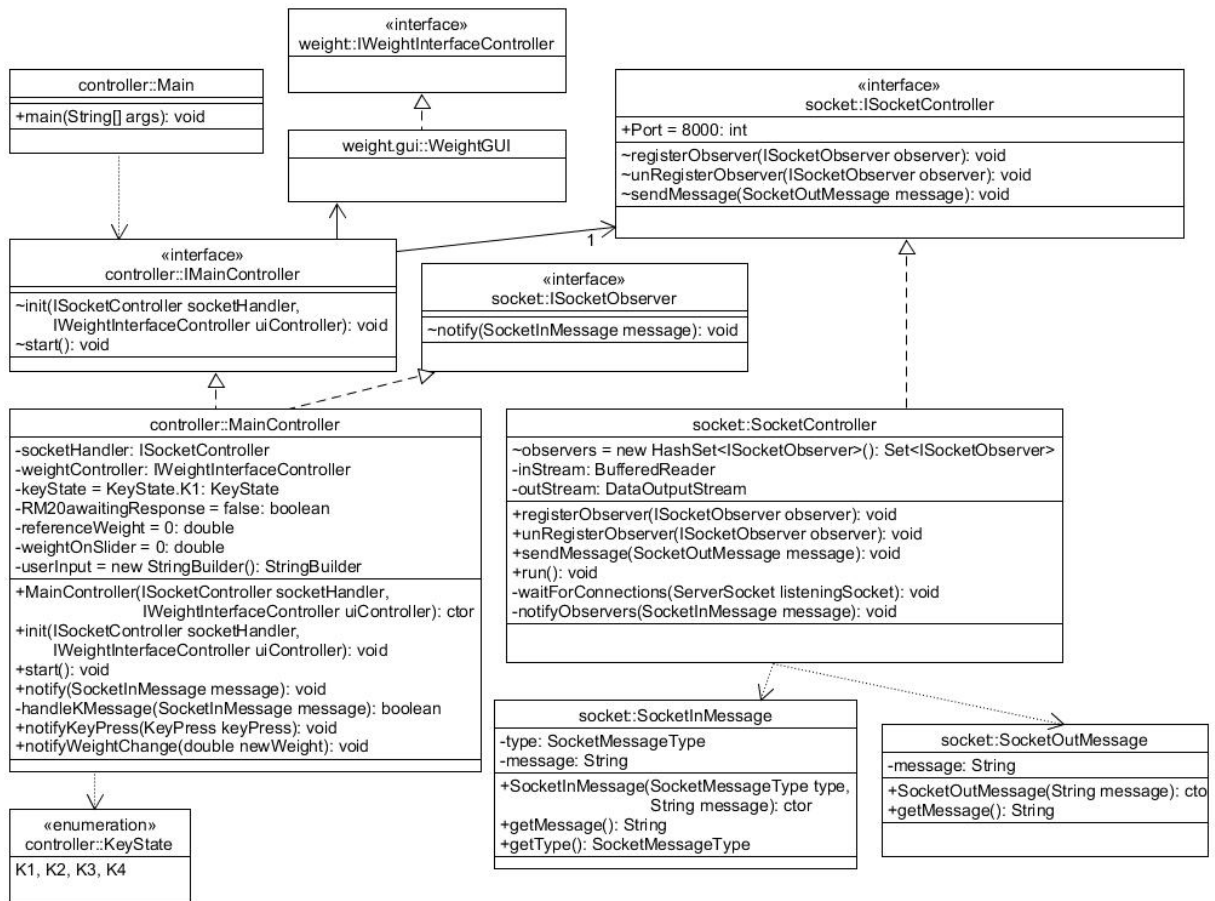 «interface»
weight::IWeightInterfaceController
controller::Main
+main(String[] args): void
weight.gui::WeightGUI
«interface»
socket::ISocketController
+Port = 8000: int
~registerObserver(ISocketObserver observer): void
~unRegisterObserver(ISocketObserver observer): void
~sendMessage(SocketOutMessage message): void
1
«interface»
controller::IMainController
~init(ISocketController socketHandler,
IWeightInterfaceController uiController): void
~start(): void
«interface»
socket::ISocketObserver
~notify(SocketInMessage message): void
controller::MainController
-socketHandler: ISocketController
-weightController: IWeightInterfaceController
-keyState = KeyState.K1: KeyState
-RM20awaitingResponse = false: boolean
-referenceWeight = 0: double
-weightOnSlider = 0: double
-userInput = new StringBuilder(): StringBuilder
+MainController(ISocketController socketHandler,
IWeightInterfaceController uiController): ctor
+init(ISocketController socketHandler,
IWeightInterfaceController uiController): void
+start(): void
+notify(SocketInMessage message): void
-handleKMessage(SocketInMessage message): boolean
+notifyKeyPress(KeyPress keyPress): void
+notifyWeightChange(double newWeight): void
socket::SocketController
~observers = new HashSet<ISocketObserver>(): Set<ISocketObserver>
-inStream: BufferedReader
-outStream: DataOutputStream
+registerObserver(ISocketObserver observer): void
+unRegisterObserver(ISocketObserver observer): void
+sendMessage(SocketOutMessage message): void
+run(): void
-waitForConnections(ServerSocket listeningSocket): void
-notifyObservers(SocketInMessage message): void
«enumeration»
controller::KeyState
K1, K2, K3, K4
socket::SocketInMessage
-type: SocketMessageType
-message: String
+SocketInMessage(SocketMessageType type,
String message): ctor
+getMessage(): String
+getType(): SocketMessageType
socket::SocketOutMessage
-message: String
+SocketOutMessage(String message): cto
+getMessage(): String